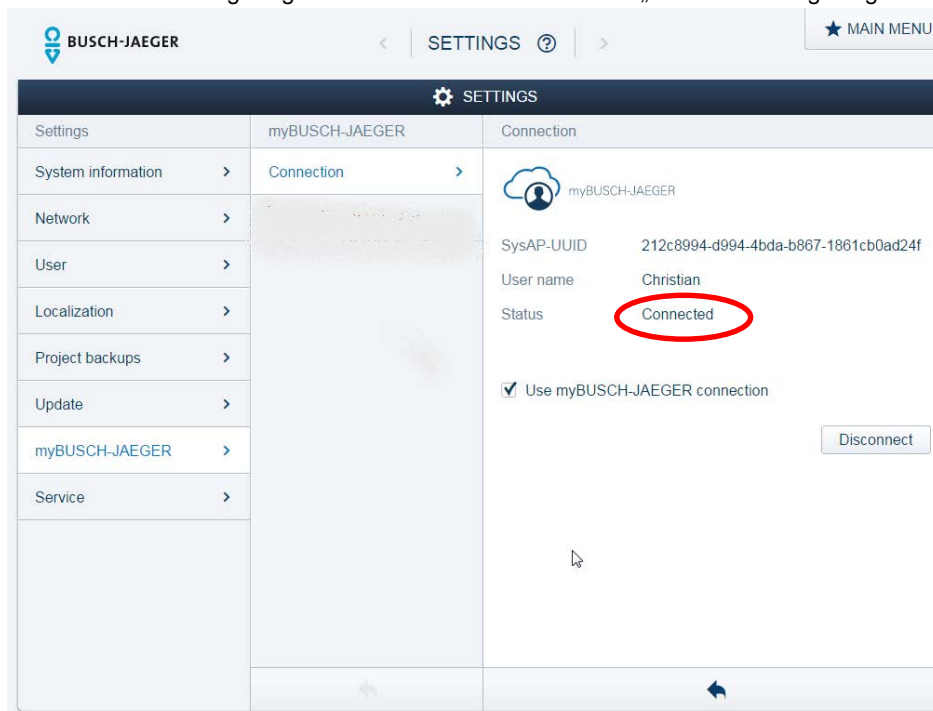 BUSCH-JAEGER
SETTINGS
MAIN MENU
SETTINGS
Settings
myBUSCH-JAEGER
Connection
System information
Connection
Network
User
Localization
Project backups
Update
myBUSCH-JAEGER
Service
myBUSCH-JAEGER
SysAP-UUID 212c8994-d994-4bda-b867-1861cb0ad24f
User name Christian
Status Connected
Use myBUSCH-JAEGER connection
Disconnect